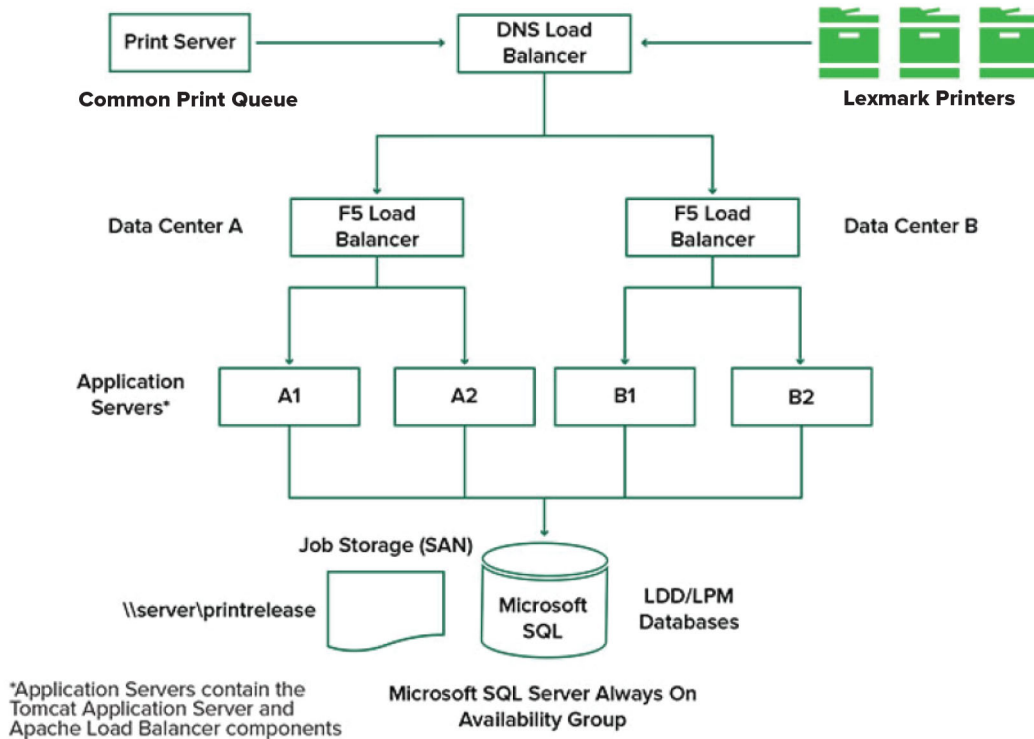 Print Server
DNS Load
Balancer
Common Print Queue
Lexmark Printers
Data Center A
F5 Load
Balancer
F5 Load
Balancer
Data Center B
Application
Servers*
A1
A2
B1
B2
Job Storage (SAN)
\\server\printrelease
Microsoft
SQL
LDD/LPM
Databases
*Application Servers contain the
Tomcat Application Server and
Apache Load Balancer components
Microsoft SQL Server Always On
Availability Group